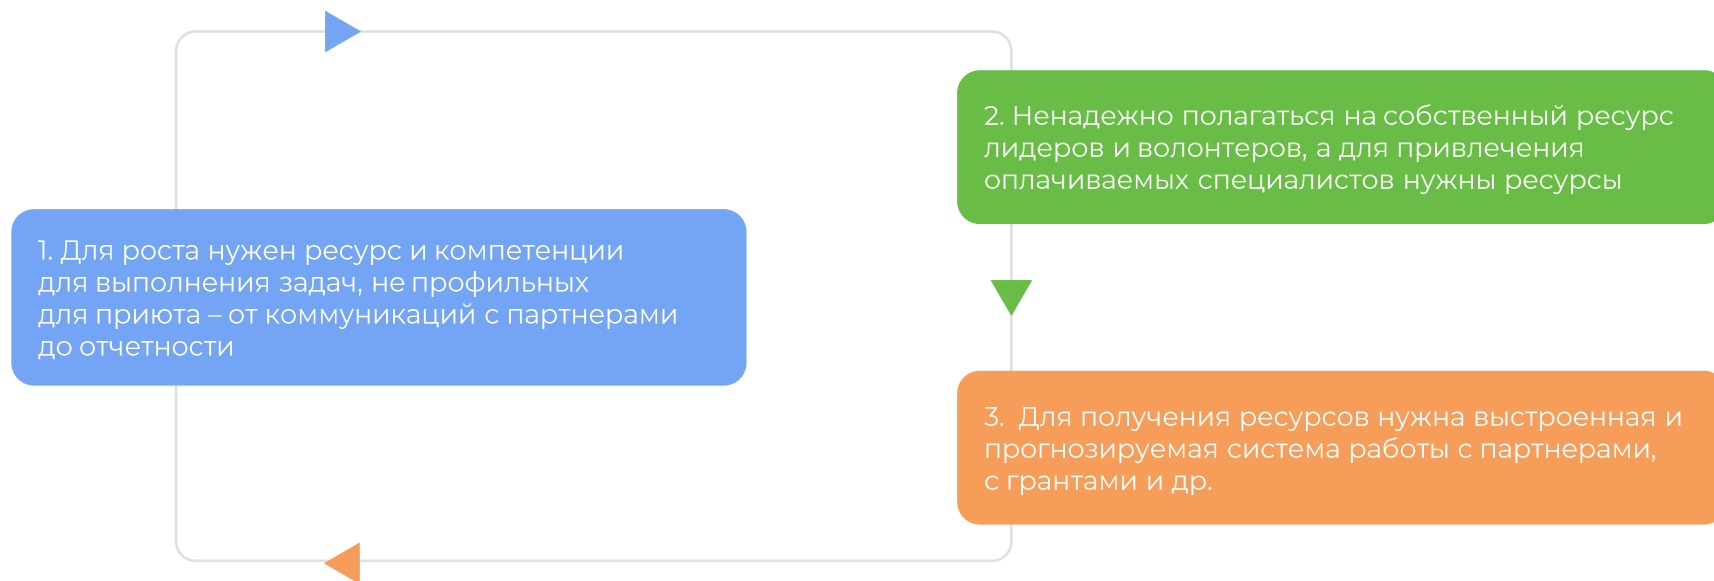 1. Для роста нужен ресурс и компетенции
для выполнения задач, не профильных
для приюта – от коммуникаций с партнерами
до отчетности
2. Ненадежно полагаться на собственный ресурс
лидеров и волонтеров, а для привлечения
оплачиваемых специалистов нужны ресурсы
3. Для получения ресурсов нужна выстроенная и
прогнозируемая система работы с партнерами,
с грантами и др.